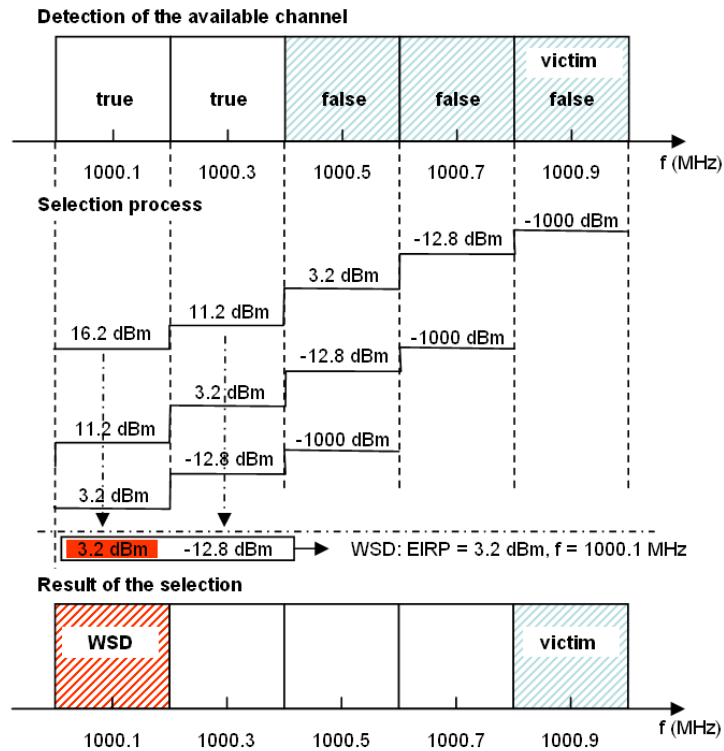 Detection of the available channel
victim
true true false false false
f (MHz)
1000.1 1000.3 1000.5 1000.7 1000.9
Selection process
-1000 dBm
-12.8 dBm
3.2 dBm
11.2 dBm
16.2 dBm
-1000 dBm
-12.8 dBm
3.2 dBm
11.2 dBm
-1000 dBm
-12.8 dBm
3.2 dBm
3.2 dBm -12.8 dBm WSD: EIRP = 3.2 dBm, f = 1000.1 MHz
Result of the selection
WSD victim
f (MHz)
1000.1 1000.3 1000.5 1000.7 1000.9